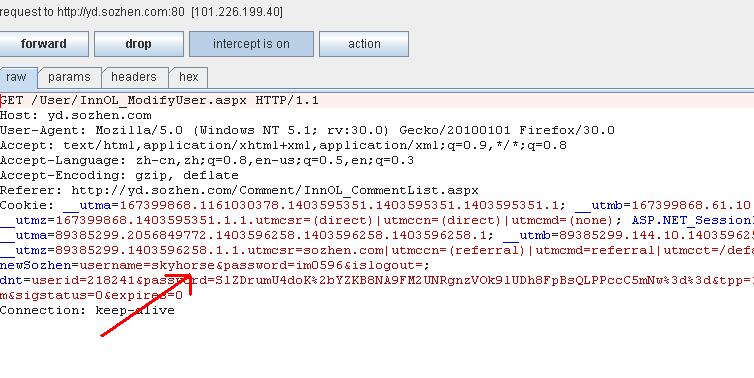 request to http://yd.sozhen.com:80 [101.226.199.40]
forward drop intercept is on action
raw params headers hex
GET /User/InnOL_ModifyUser.aspx HTTP/1.1
Host: yd.sozhen.com
User-Agent: Mozilla/5.0 (Windows NT 5.1; rv:30.0) Gecko/20100101 Firefox/30.0
Accept: text/html,application/xhtml+xml,application/xml;q=0.9,*/*;q=0.8
Accept-Language: zh-cn,zh;q=0.8,en-us;q=0.5,en;q=0.3
Accept-Encoding: gzip, deflate
Referer: http://yd.sozhen.com/Comment/InnOL_CommentList.aspx
Cookie: __utma=167399868.1161030378.1403595351.1403595351.1403595351.1; __utmb=167399868.61.10
__utmz=167399868.1403595351.1.1.utmcsr=(direct)|utmccn=(direct)|utmcmd=(none); ASP.NET_Session
__utma=89385299.2056849772.1403596258.1403596258.1403596258.1; __utmb=89385299.144.10.140359625
__utmz=89385299.1403596258.1.1.utmcsr=sozhen.com|utmccn=(referral)|utmcmd=referral|utmcct=/defa
newSozhen=username=skyhorse&password=im0596&islogout=;
dnt=userid=218241&password=SlZDrumU4doK%2bYZKB8NA9FM2UNRgnzVOk9lUDh8FpBsQLPPccC5mNw%3d%3d&tpp=1
m&sigstatus=0&expires=0
Connection: keep-alive